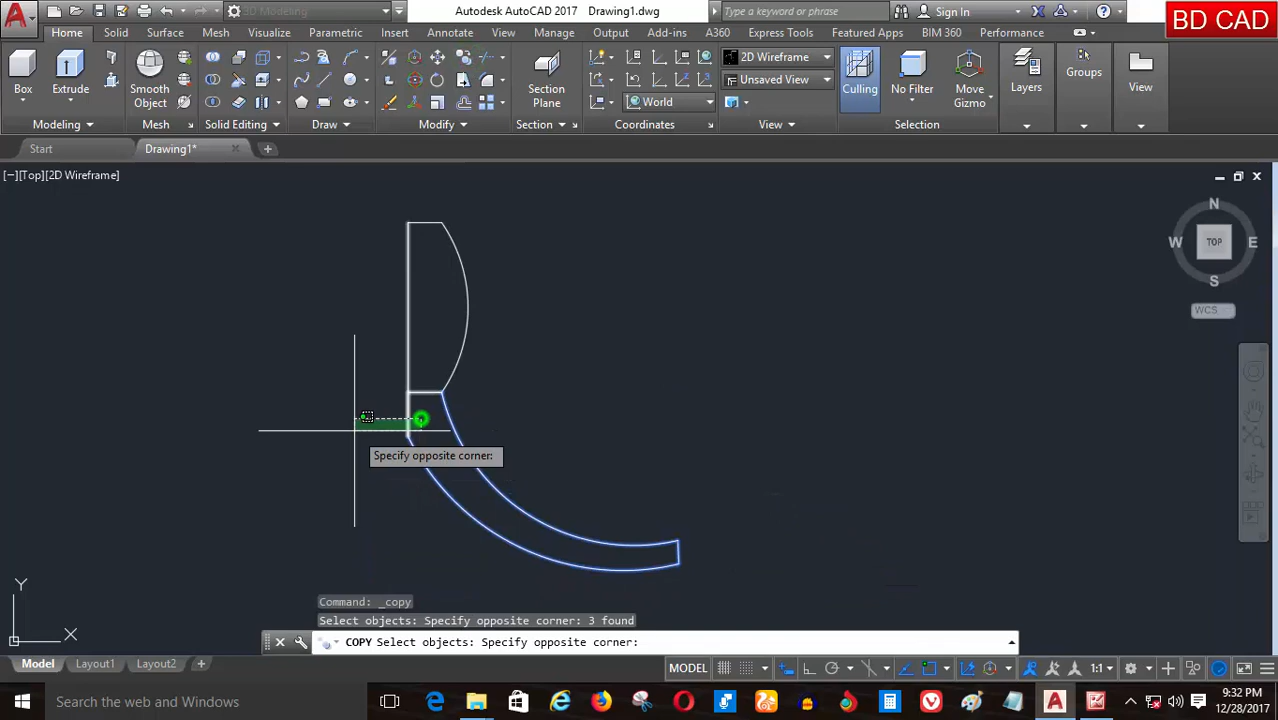 3D Modeling
Autodesk AutoCAD 2017 Drawing1.dwg
Type a keyword or phrase
Sign In
BD CAD
Home Solid Surface Mesh Visualize Parametric Insert Annotate View Manage Output Add-ins A360 Express Tools Featured Apps BIM 360 Performance
Box
Extrude
Smooth Object
Section Plane
2D Wireframe
Unsaved View
World
Culling
No Filter
Move Gizmo
Layers
Groups
View
Modeling Mesh Solid Editing Draw Modify Section Coordinates View Selection
Start
Drawing1*
[−][Top][2D Wireframe]
N
W TOP E
S
WCS
Specify opposite corner:
Y
X
Command: _copy
Select objects: Specify opposite corner: 3 found
COPY Select objects: Specify opposite corner:
Model Layout1 Layout2
MODEL
1:1
Search the web and Windows
9:32 PM
12/28/2017